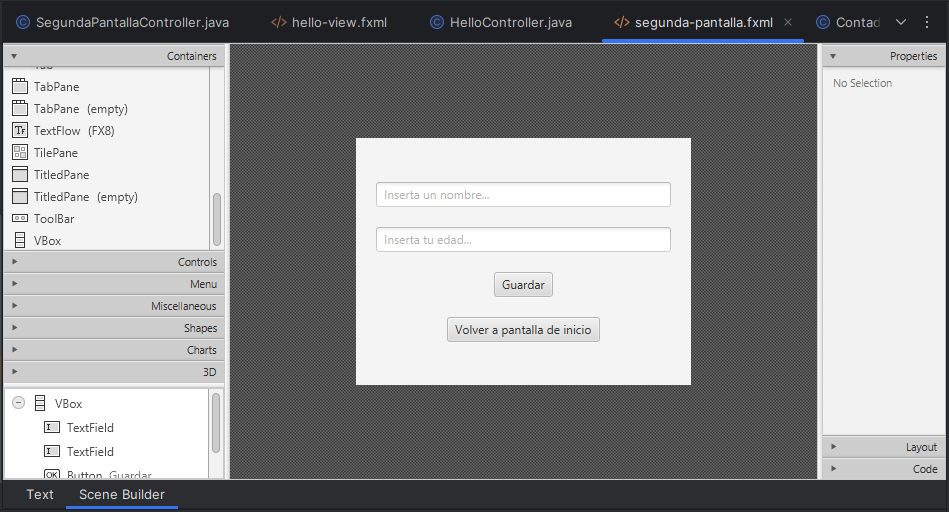 SegundaPantallaController.java
hello-view.fxml
HelloController.java
segunda-pantalla.fxml
Contad
Containers
TabPane
TabPane (empty)
TextFlow (FX8)
TilePane
TitledPane
TitledPane (empty)
ToolBar
VBox
Controls
Menu
Miscellaneous
Shapes
Charts
3D
VBox
TextField
TextField
Button Guardar
Inserta un nombre...
Inserta tu edad...
Guardar
Volver a pantalla de inicio
Properties
No Selection
Layout
Code
Text
Scene Builder